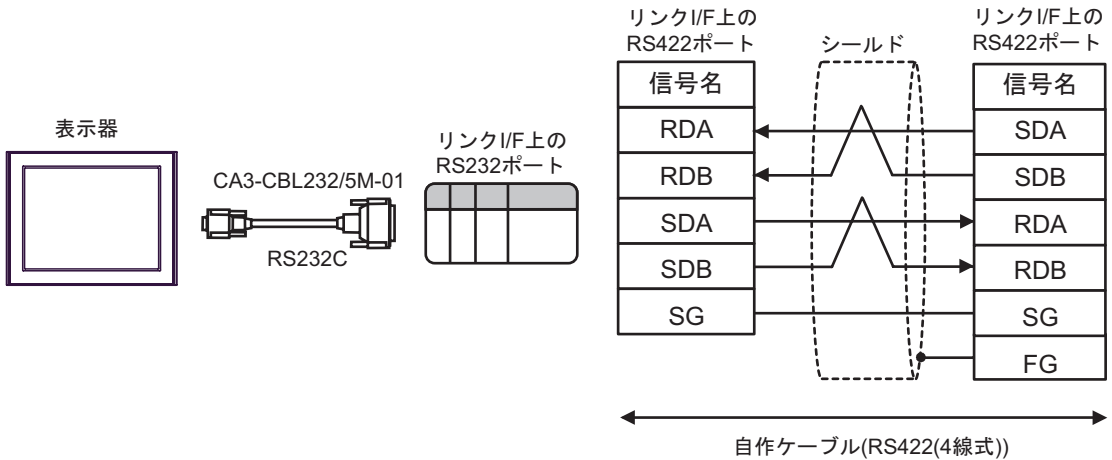 表示器
CA3-CBL232/5M-01
RS232C
リンクI/F上の
RS232ポート
リンクI/F上の
RS422ポート
シールド
リンクI/F上の
RS422ポート
信号名
信号名
RDA
SDA
RDB
SDB
SDA
RDA
SDB
RDB
SG
SG
FG
自作ケーブル(RS422(4線式))